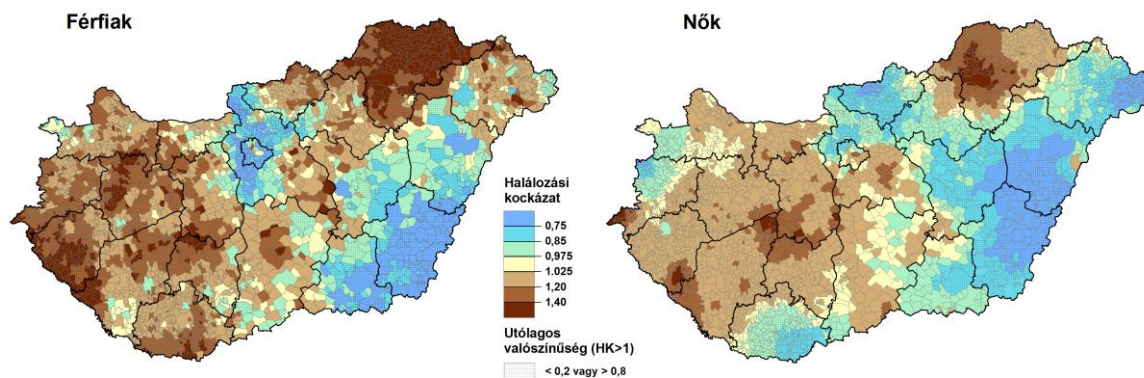 Férfiak
Nők
Halálozási
kockázat
0,75
0,85
0,975
1.025
1,20
1,40
Utólagos
valószínűség (HK>1)
< 0,2 vagy > 0,8